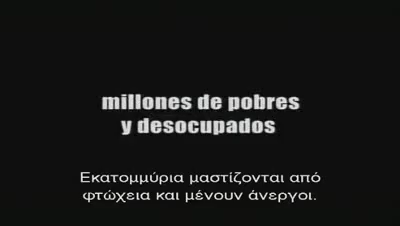 millones de pobres
y desocupados
Εκατομμύρια μαστίζονται από
φτώχεια και μένουν άνεργοι.